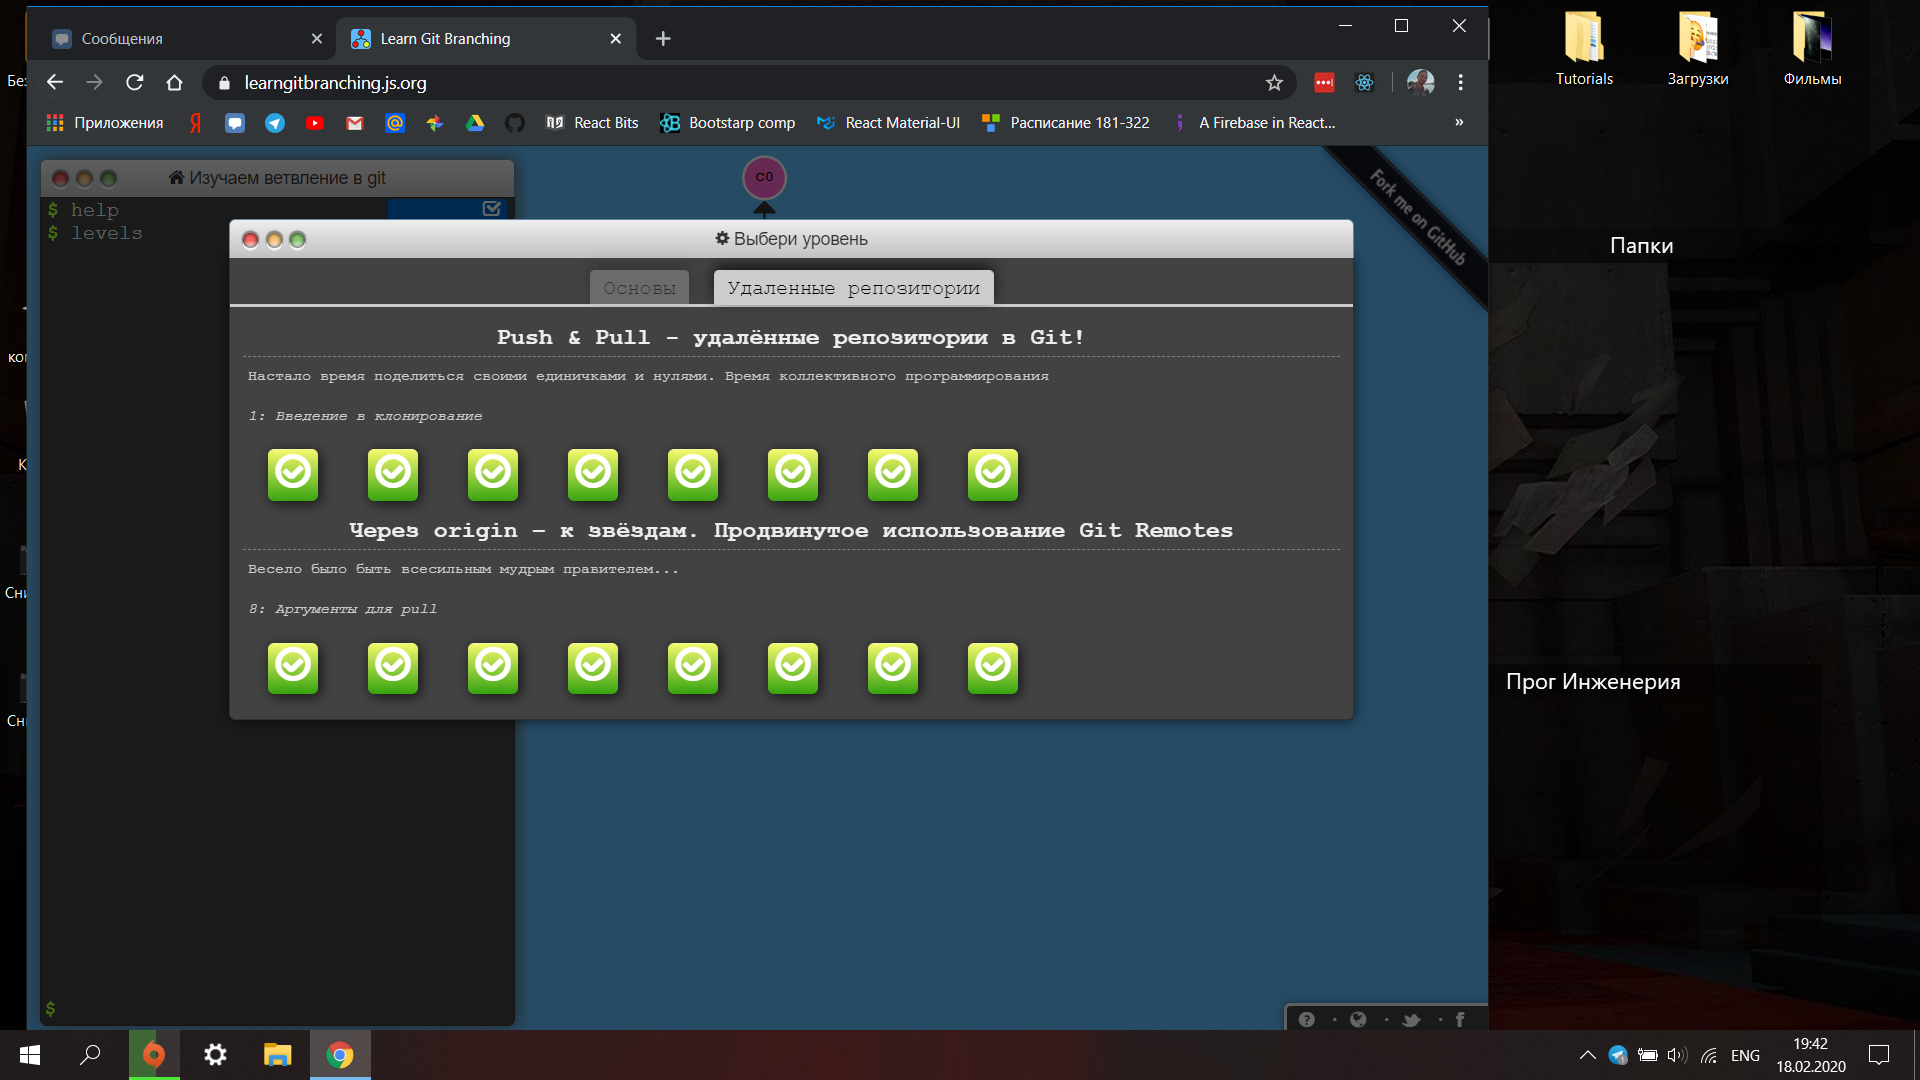 Сообщения
Learn Git Branching
learngitbranching.js.org
Приложения
React Bits
Bootstarp comp
React Material-UI
Расписание 181-322
A Firebase in React...
»
Tutorials
Загрузки
Фильмы
Папки
Прог Инженерия
Изучаем ветвление в git
$ help
$ levels
C0
Fork me on GitHub
Выбери уровень
Основы
Удаленные репозитории
Push & Pull - удалённые репозитории в Git!
Настало время поделиться своими единичками и нулями. Время коллективного программирования
1: Введение в клонирование
Через origin – к звёздам. Продвинутое использование Git Remotes
Весело было быть всесильным мудрым правителем...
8: Аргументы для pull
$
ENG
19:42
18.02.2020